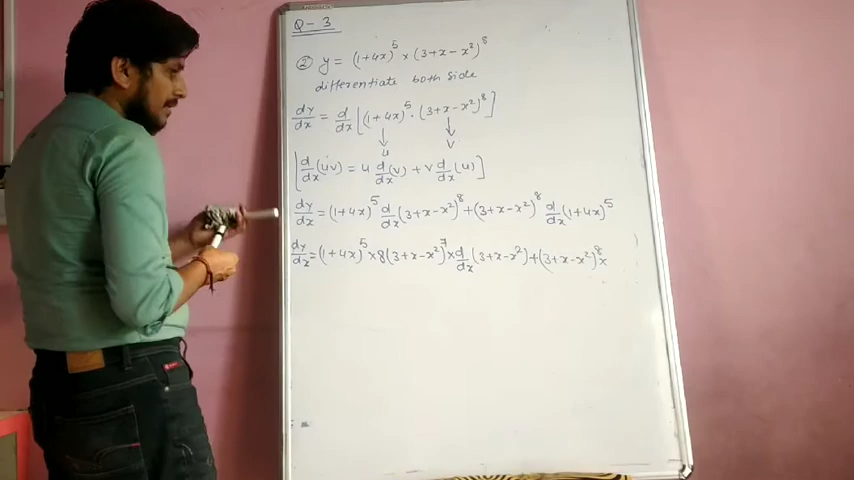 Q-3
② y = (1+4x)⁵ × (3+x-x²)⁸
differentiate both side
dy/dx = d/dx [(1+4x)⁵ · (3+x-x²)⁸]
↓ ↓
u v
[d/dx (uv) = u d/dx (v) + v d/dx (u)]
dy/dx = (1+4x)⁵ d/dx (3+x-x²)⁸ + (3+x-x²)⁸ d/dx (1+4x)⁵
dy/dx = (1+4x)⁵ × 8(3+x-x²)⁷ × d/dx (3+x-x²) + (3+x-x²)⁸ ×